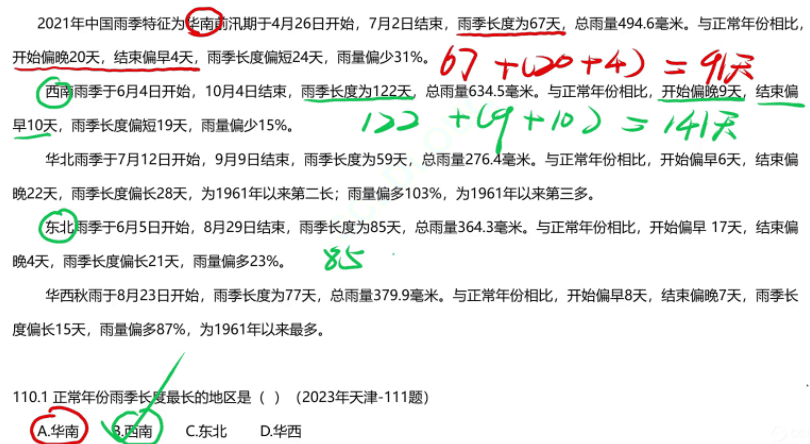 2021年中国雨季特征为华南前汛期于4月26日开始，7月2日结束，雨季长度为67天，总雨量494.6毫米。与正常年份相比，
开始偏晚20天，结束偏早4天，雨季长度偏短24天，雨量偏少31%。 67 +(20+4) = 91天
西南雨季于6月4日开始，10月4日结束，雨季长度为122天，总雨量634.5毫米。与正常年份相比，开始偏晚9天，结束偏
早10天，雨季长度偏短19天，雨量偏少15%。 122 +(9+10) = 141天
华北雨季于7月12日开始，9月9日结束，雨季长度为59天，总雨量276.4毫米。与正常年份相比，开始偏早6天，结束偏
晚22天，雨季长度偏长28天，为1961年以来第二长；雨量偏多103%，为1961年以来第三多。
东北雨季于6月5日开始，8月29日结束，雨季长度为85天，总雨量364.3毫米。与正常年份相比，开始偏早 17天，结束偏
晚4天，雨季长度偏长21天，雨量偏多23%。 85
华西秋雨于8月23日开始，雨季长度为77天，总雨量379.9毫米。与正常年份相比，开始偏早8天，结束偏晚7天，雨季长
度偏长15天，雨量偏多87%，为1961年以来最多。
110.1 正常年份雨季长度最长的地区是（ ）（2023年天津-111题）
A.华南 B.西南 C.东北 D.华西